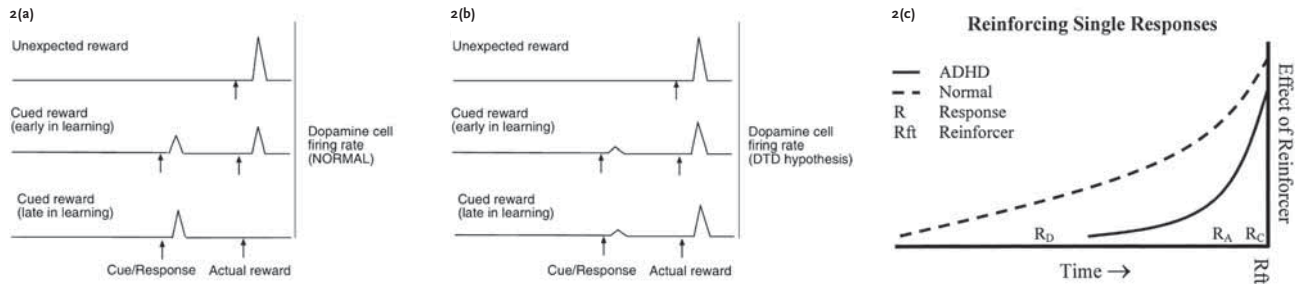 2(a)
Unexpected reward
Cued reward
(early in learning)
Cued reward
(late in learning)
Cue/Response
Actual reward
Dopamine cell
firing rate
(NORMAL)
2(b)
Unexpected reward
Cued reward
(early in learning)
Cued reward
(late in learning)
Cue/Response
Actual reward
Dopamine cell
firing rate
(DTD hypothesis)
2(c)
Reinforcing Single Responses
ADHD
Normal
R Response
Rft Reinforcer
R_D
R_A
R_C
Time →
Rft
Effect of Reinforcer